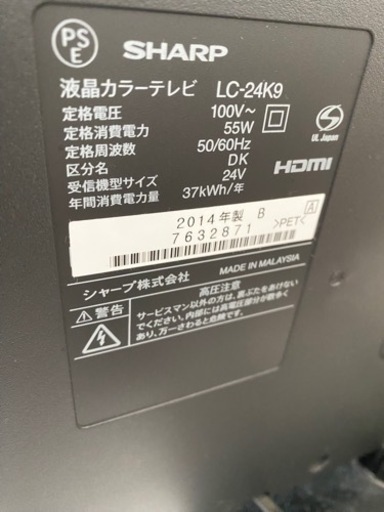 PS
E
SHARP
液晶カラーテレビ LC-24K9
定格電圧 100V~
定格消費電力 55W
定格周波数 50/60Hz
区分名 DK
受信機型サイズ 24V
年間消費電力量 37kWh/年
S
UL Japan
HDMI
2014年製 B
7632871
>PET<
A
シャープ株式会社 MADE IN MALAYSIA
警告
高圧注意
サービスマン以外の方は、裏ぶたをあけない
でください。内部には高電圧部分が数多く
あり、万一さわると危険です。